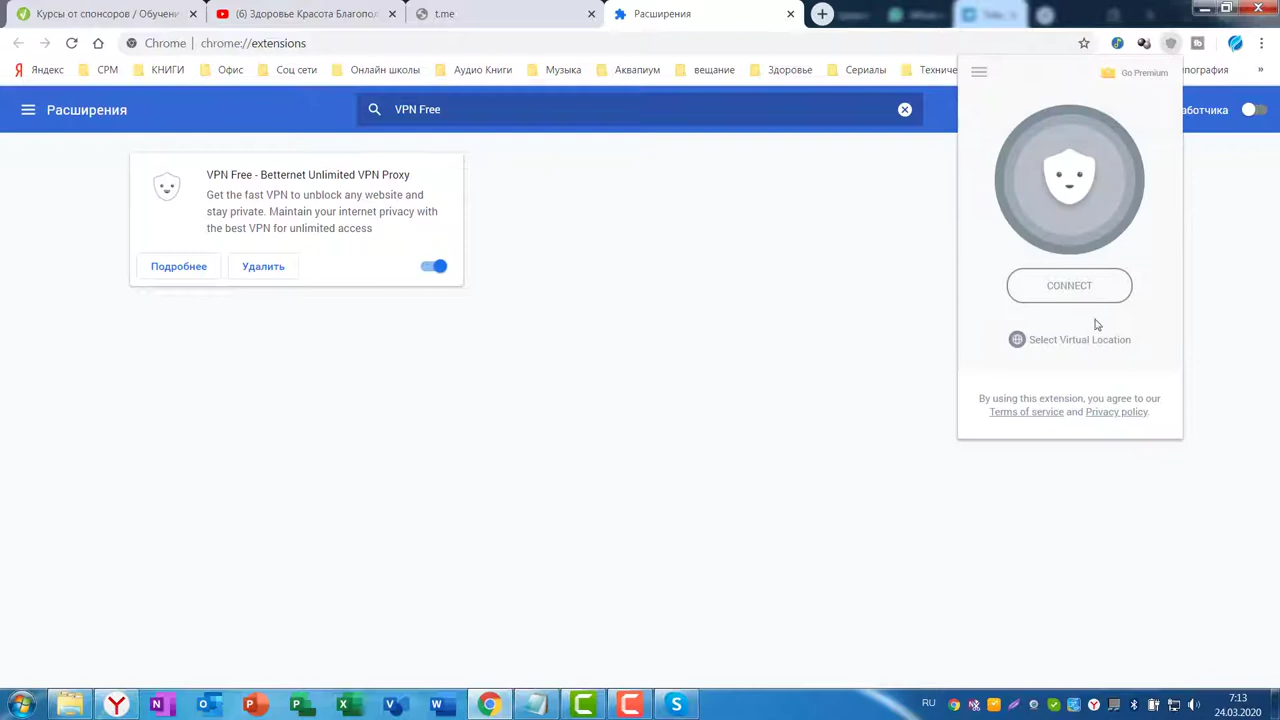 Курсы от спонсоров - Обучени
(6) Здоровье Красота Благопол
t.me
Расширения
Chrome | chrome://extensions
Яндекс
СРМ
КНИГИ
Офис
Соц сети
Онлайн школы
Аудио Книги
Музыка
Аквапиум
вещание
Здоровье
Сериалы
Техниче
ипография
»
Расширения
VPN Free
аботчика
Go Premium
VPN Free - Betternet Unlimited VPN Proxy
Get the fast VPN to unblock any website and
stay private. Maintain your internet privacy with
the best VPN for unlimited access
Подробнее
Удалить
CONNECT
Select Virtual Location
By using this extension, you agree to our
Terms of service and Privacy policy.
RU
7:13
24.03.2020